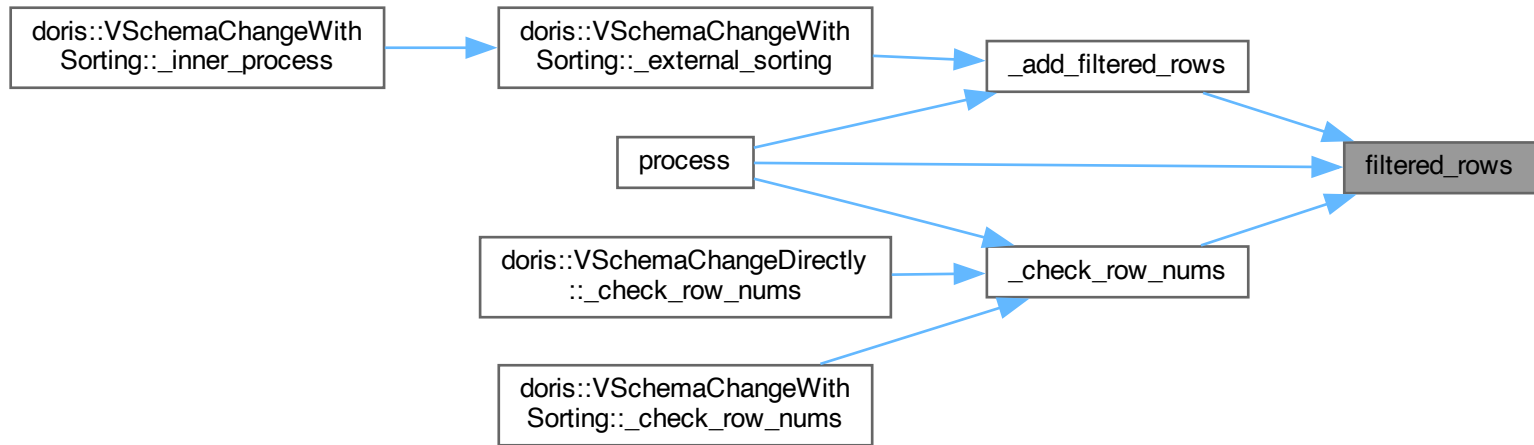 doris::VSchemaChangeWith
Sorting::_inner_process
doris::VSchemaChangeWith
Sorting::_external_sorting
_add_filtered_rows
process
filtered_rows
doris::VSchemaChangeDirectly
::_check_row_nums
_check_row_nums
doris::VSchemaChangeWith
Sorting::_check_row_nums